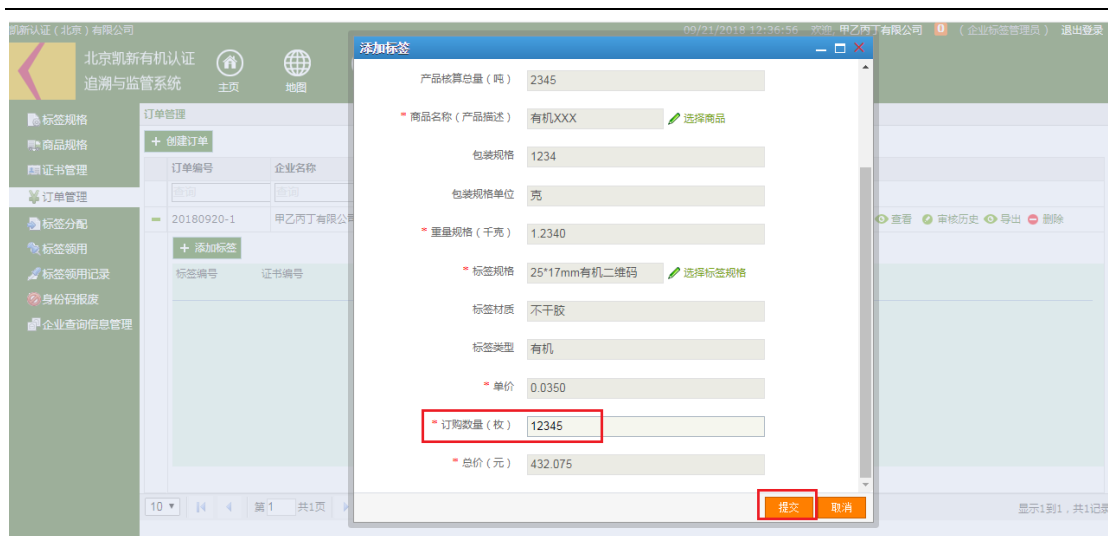 凯新认证（北京）有限公司
09/21/2018 12:36:56 欢迎, 甲乙丙丁有限公司 0 （企业标签管理员） 退出登录
北京凯新有机认证
追溯与监管系统
主页
地图
标签规格
商品规格
证书管理
订单管理
标签分配
标签领用
标签领用记录
身份码报废
企业查询信息管理
订单管理
+ 创建订单
订单编号 企业名称
查询 查询
20180920-1 甲乙丙丁有限公司
查看 审核历史 导出 删除
+ 添加标签
标签编号 证书编号
10 第 1 共1页
显示1到1，共1记录
添加标签
产品核算总量（吨） 2345
* 商品名称（产品描述） 有机XXX 选择商品
包装规格 1234
包装规格单位 克
* 重量规格（千克） 1.2340
* 标签规格 25*17mm有机二维码 选择标签规格
标签材质 不干胶
标签类型 有机
* 单价 0.0350
* 订购数量（枚） 12345
* 总价（元） 432.075
提交 取消